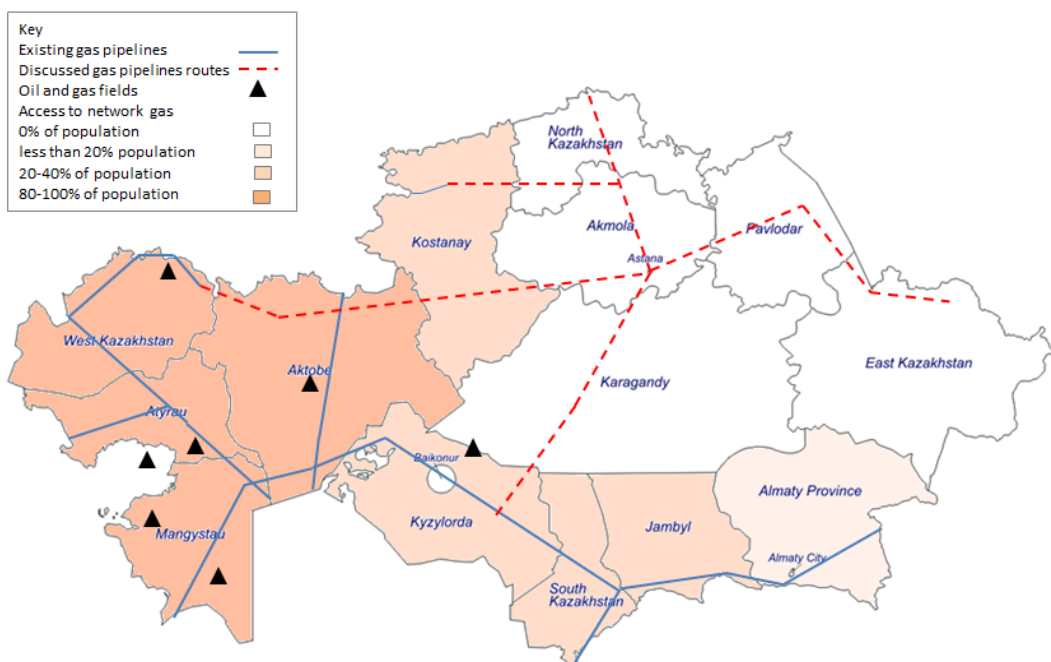 Key
Existing gas pipelines
Discussed gas pipelines routes
Oil and gas fields
Access to network gas
0% of population
less than 20% population
20-40% of population
80-100% of population
North
Kazakhstan
Kostanay
Akmola
Astana
Pavlodar
West Kazakhstan
Aktobe
Karagandy
East Kazakhstan
Atyrau
Baikonur
Almaty Province
Kyzylorda
Jambyl
Mangystau
Almaty City
South
Kazakhstan